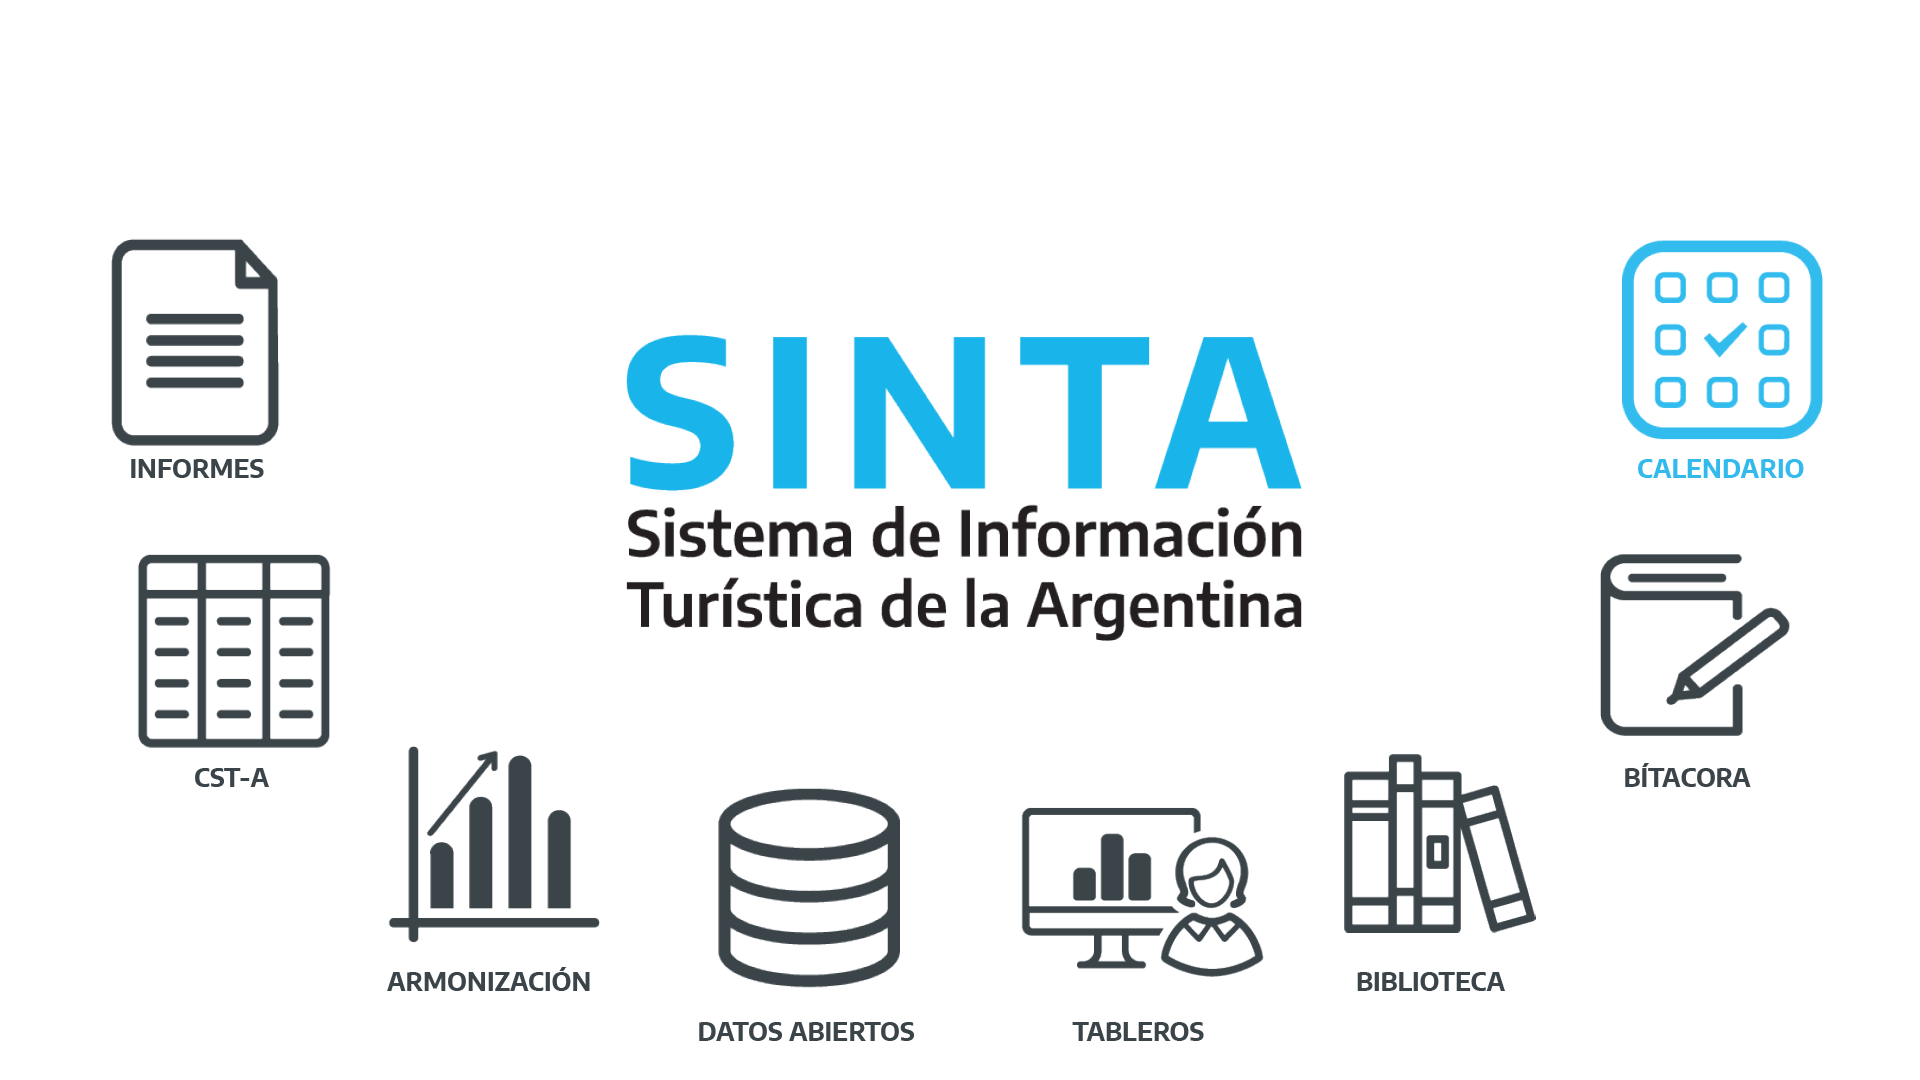 SINTA
Sistema de Información
Turística de la Argentina
INFORMES
CALENDARIO
CST-A
BÍTACORA
ARMONIZACIÓN
BIBLIOTECA
DATOS ABIERTOS
TABLEROS